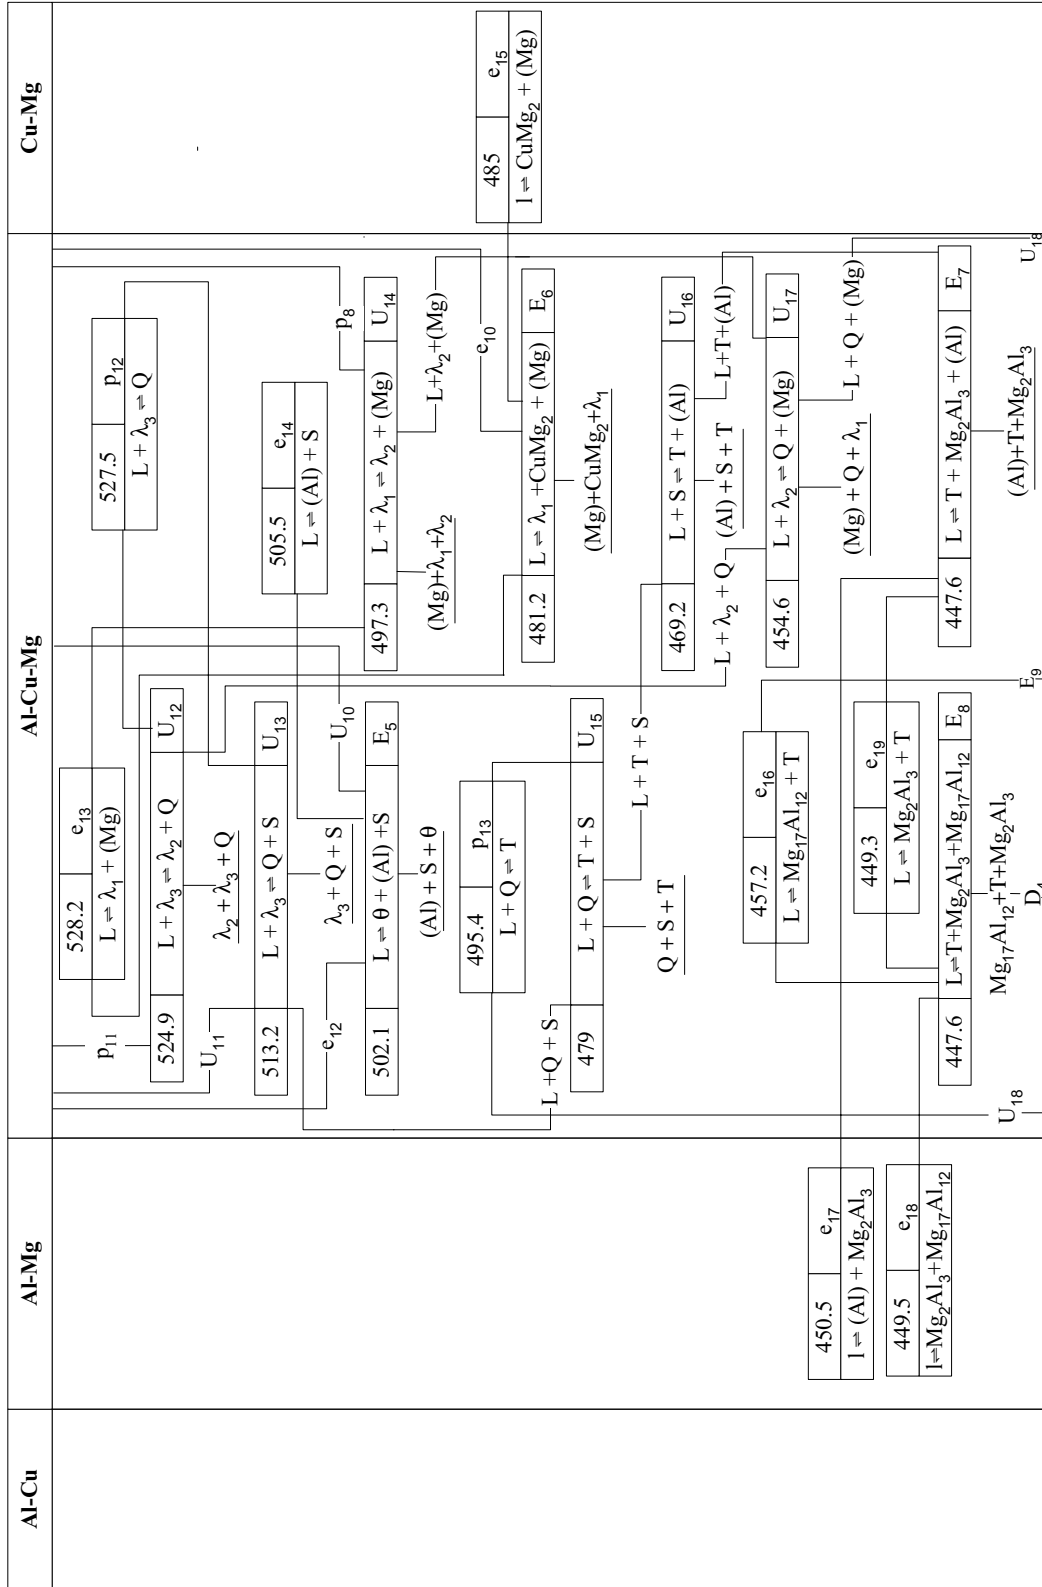 Al-Cu
Al-Mg
Al-Cu-Mg
Cu-Mg
528.2 e₁₃
L ⇌ λ₁ + (Mg)
527.5 p₁₂
L + λ₃ ⇌ Q
p₁₁
524.9 L + λ₃ ⇌ λ₂ + Q U₁₂
λ₂ + λ₃ + Q
U₁₁
513.2 L + λ₃ ⇌ Q + S U₁₃
λ₃ + Q + S
505.5 e₁₄
L ⇌ (Al) + S
e₁₂
U₁₀
502.1 L ⇌ θ + (Al) +S E₅
(Al) + S + θ
p₈
497.3 L + λ₁ ⇌ λ₂ + (Mg) U₁₄
(Mg)+λ₁+λ₂
L+λ₂+(Mg)
495.4 p₁₃
L + Q ⇌ T
485 e₁₅
l ⇌ CuMg₂ + (Mg)
e₁₀
481.2 L ⇌ λ₁ +CuMg₂ + (Mg) E₆
(Mg)+CuMg₂+λ₁
L +Q + S
479 L + Q ⇌ T + S U₁₅
Q + S + T
L + T + S
469.2 L + S ⇌ T + (Al) U₁₆
(Al) + S + T
L+T+(Al)
457.2 e₁₆
L ⇌ Mg₁₇Al₁₂ + T
L + λ₂ + Q
454.6 L + λ₂ ⇌ Q + (Mg) U₁₇
(Mg) + Q + λ₁
L + Q + (Mg)
450.5 e₁₇
l ⇌ (Al) + Mg₂Al₃
449.5 e₁₈
l⇌Mg₂Al₃+Mg₁₇Al₁₂
449.3 e₁₉
L ⇌ Mg₂Al₃ + T
447.6 L ⇌ T + Mg₂Al₃ + (Al) E₇
(Al)+T+Mg₂Al₃
447.6 L⇌T+Mg₂Al₃+Mg₁₇Al₁₂ E₈
Mg₁₇Al₁₂+T+Mg₂Al₃
U₁₈
D₄
E₉
U₁₈